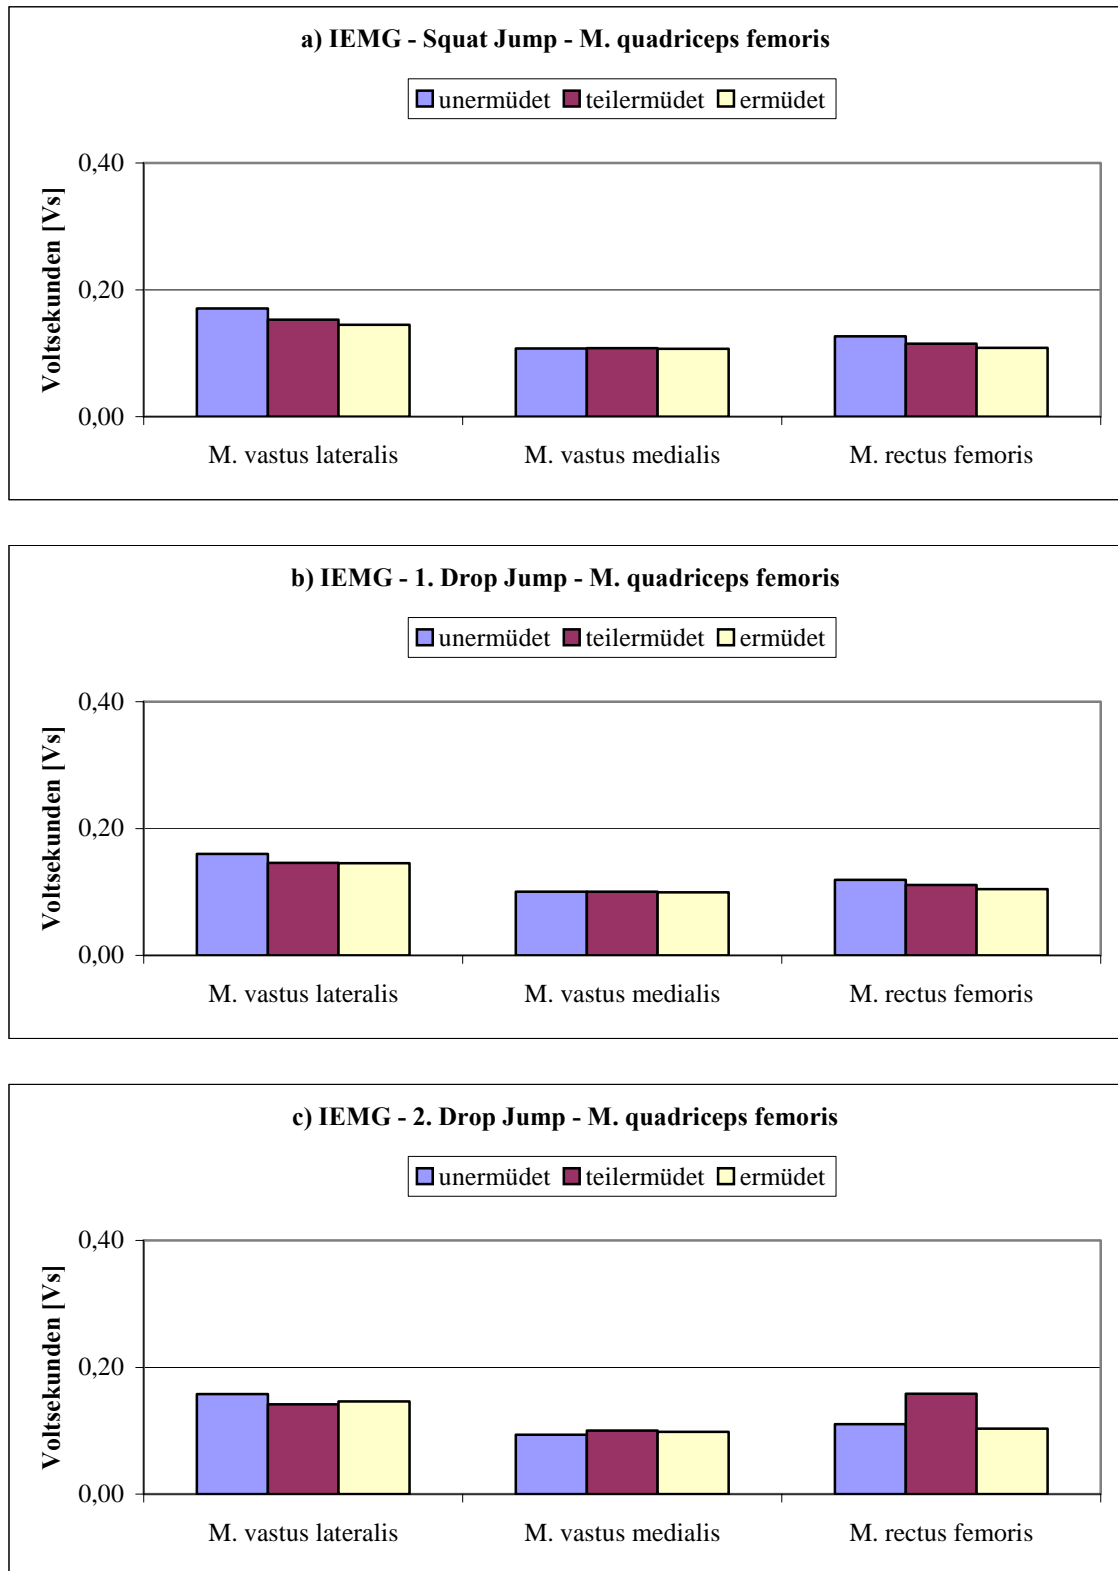 a) IEMG - Squat Jump - M. quadriceps femoris
unermüdet teilermüdet ermüdet
Voltsekunden [Vs]
0,40
0,20
0,00
M. vastus lateralis M. vastus medialis M. rectus femoris
b) IEMG - 1. Drop Jump - M. quadriceps femoris
unermüdet teilermüdet ermüdet
Voltsekunden [Vs]
0,40
0,20
0,00
M. vastus lateralis M. vastus medialis M. rectus femoris
c) IEMG - 2. Drop Jump - M. quadriceps femoris
unermüdet teilermüdet ermüdet
Voltsekunden [Vs]
0,40
0,20
0,00
M. vastus lateralis M. vastus medialis M. rectus femoris